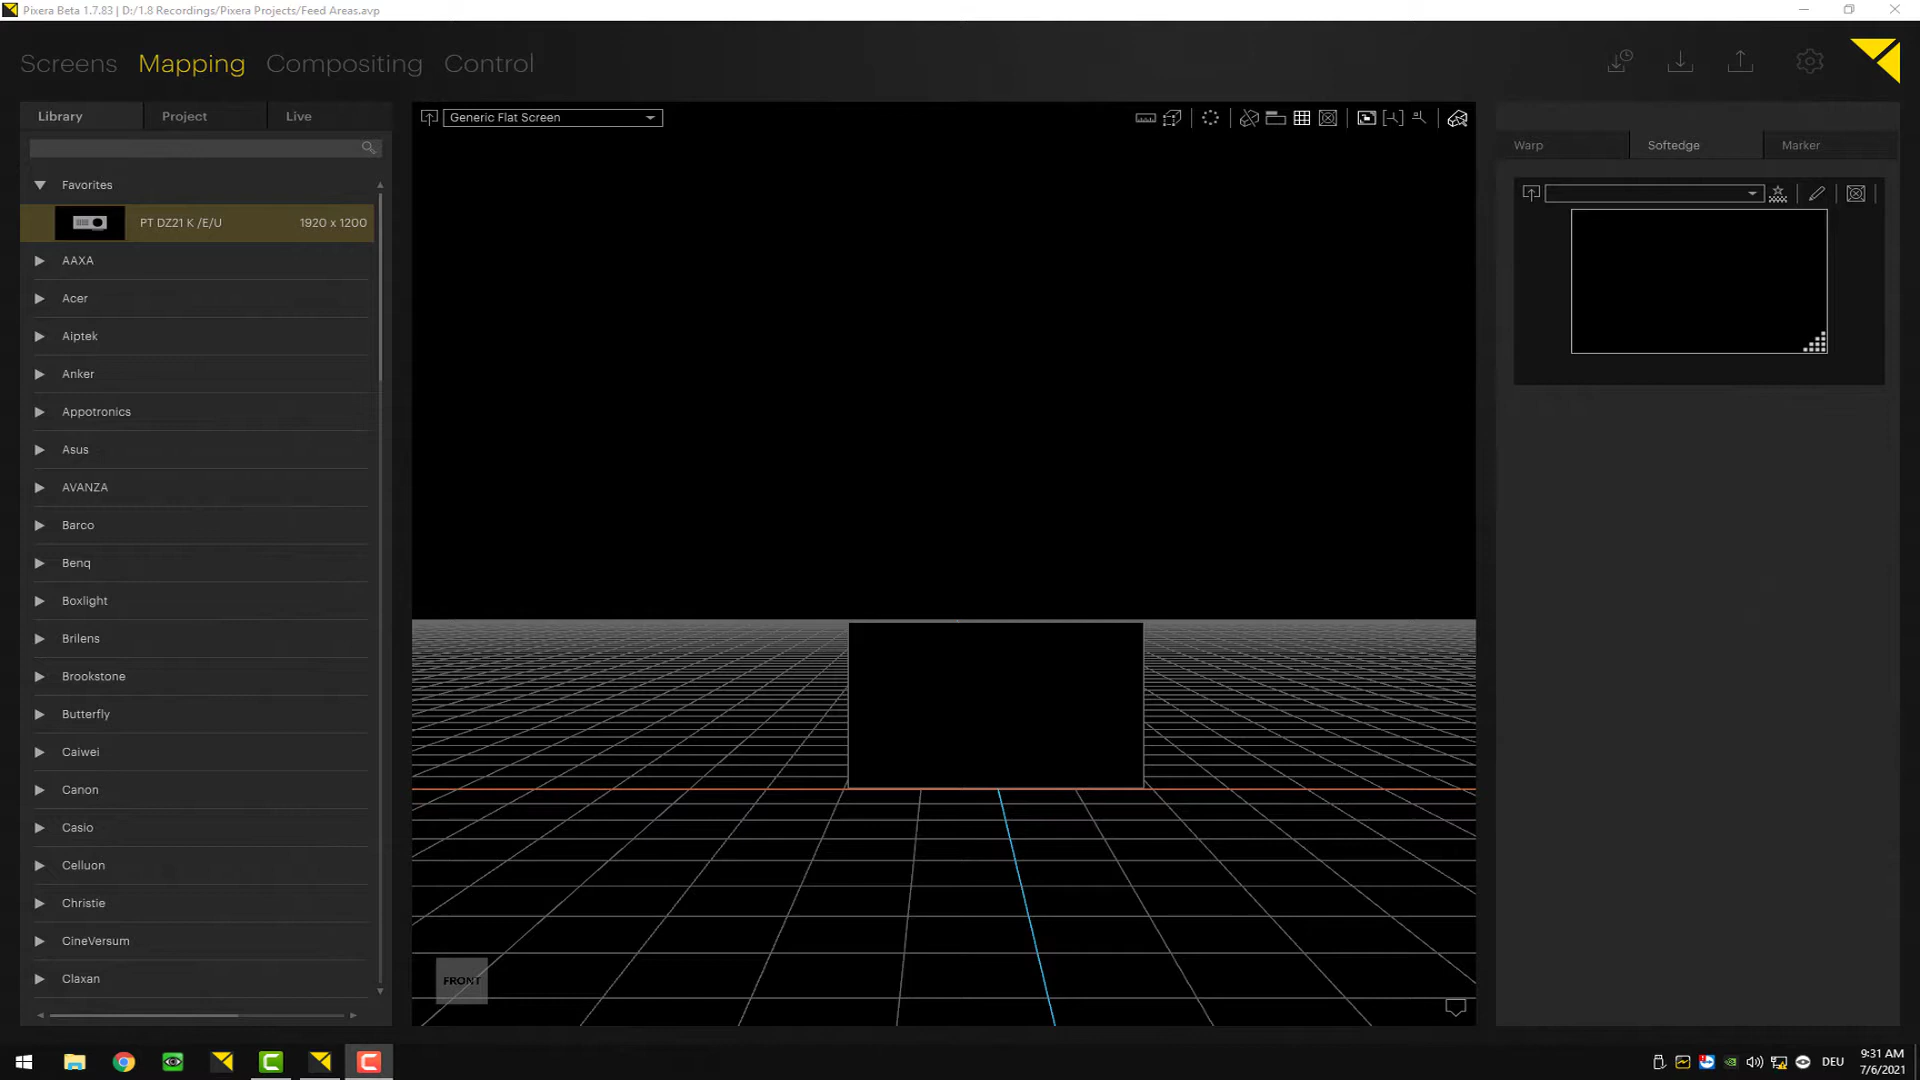 Pixera Beta 1.7.83 | D:/1.8 Recordings/Pixera Projects/Feed Areas.avp
Screens Mapping Compositing Control
Library Project Live
Generic Flat Screen
Warp Softedge Marker
Favorites
PT DZ21 K /E/U 1920 x 1200
AAXA
Acer
Aiptek
Anker
Appotronics
Asus
AVANZA
Barco
Benq
Boxlight
Brilens
Brookstone
Butterfly
Caiwei
Canon
Casio
Celluon
Christie
CineVersum
Claxan
FRONT
DEU
9:31 AM
7/6/2021